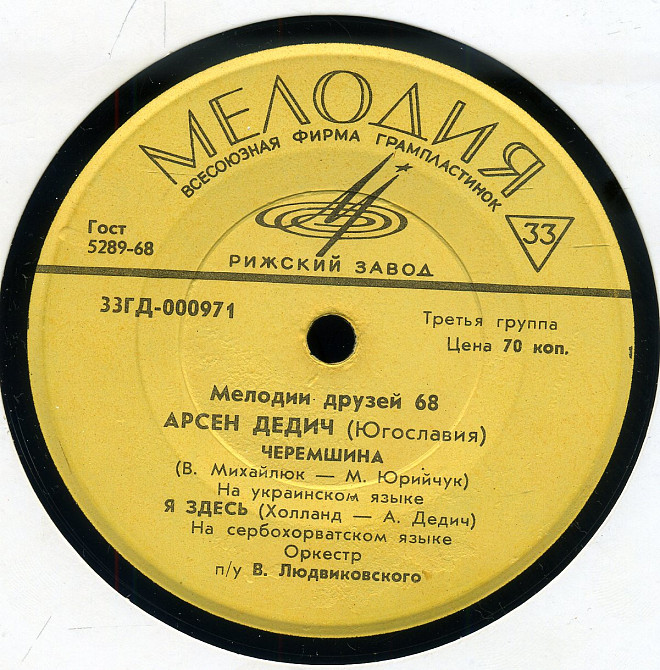 МЕЛОДИЯ
ВСЕСОЮЗНАЯ ФИРМА ГРАМПЛАСТИНОК
Гост
5289-68
33
РИЖСКИЙ ЗАВОД
33ГД-000971
Третья группа
Цена 70 коп.
Мелодии друзей 68
АРСЕН ДЕДИЧ (Югославия)
ЧЕРЕМШИНА
(В. Михайлюк — М. Юрийчук)
На украинском языке
Я ЗДЕСЬ (Холланд — А. Дедич)
На сербохорватском языке
Оркестр
п/у В. Людвиковского